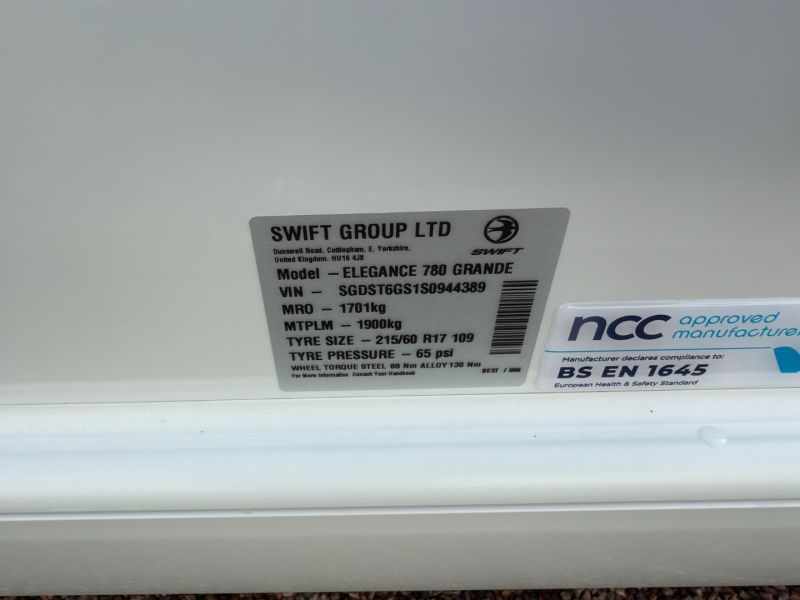 SWIFT GROUP LTD
SWIFT
Dunswell Road, Cottingham, E. Yorkshire,
United Kingdom. HU16 4JX
Model – ELEGANCE 780 GRANDE
VIN – SGDST6GS1S0944389
MRO – 1701kg
MTPLM – 1900kg
TYRE SIZE – 215/60 R17 109
TYRE PRESSURE – 65 psi
WHEEL TORQUE STEEL 88 Nm ALLOY 130 Nm
For More Information Consult Your Handbook
BE3T / 006
ncc approved
manufacturer
Manufacturer declares compliance to:
BS EN 1645
European Health & Safety Standard